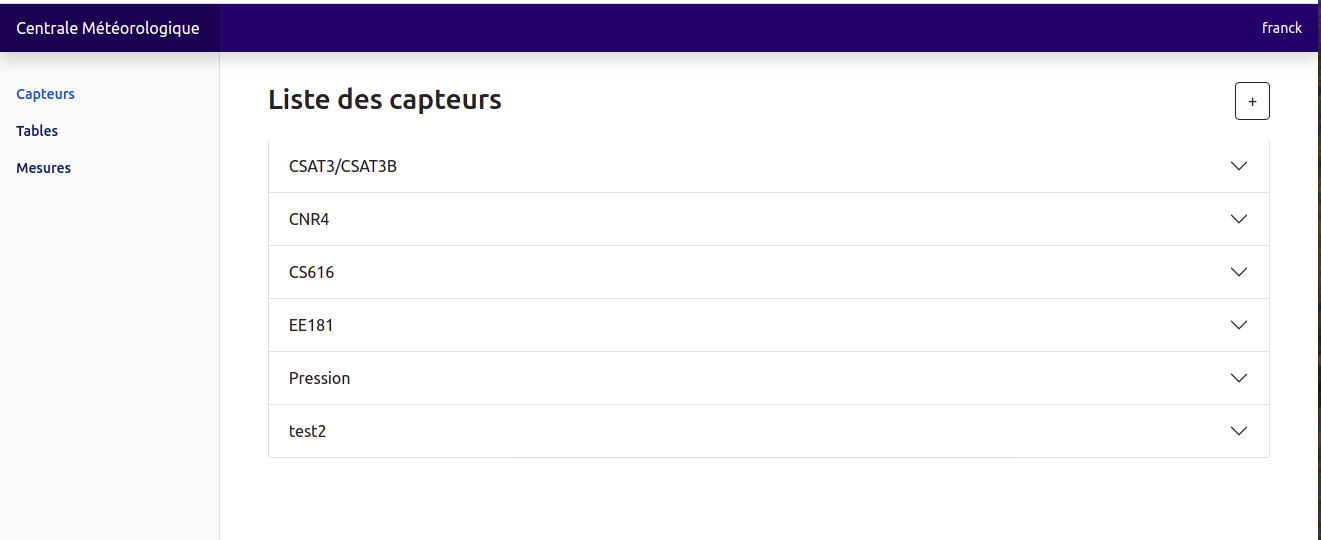 Centrale Météorologique
franck
Capteurs
Tables
Mesures
Liste des capteurs
+
CSAT3/CSAT3B
CNR4
CS616
EE181
Pression
test2